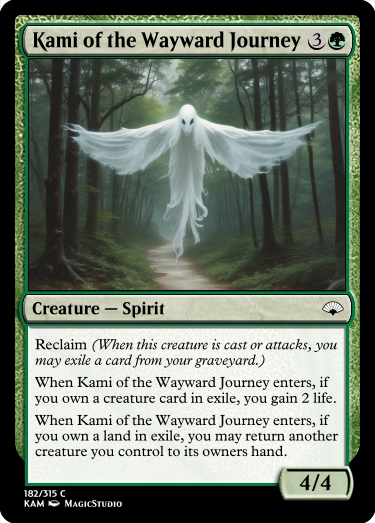 Kami of the Wayward Journey 3
Creature — Spirit
Reclaim (When this creature is cast or attacks, you
may exile a card from your graveyard.)
When Kami of the Wayward Journey enters, if
you own a creature card in exile, you gain 2 life.
When Kami of the Wayward Journey enters, if
you own a land in exile, you may return another
creature you control to its owners hand.
4/4
182/315 C
KAM MagicStudio